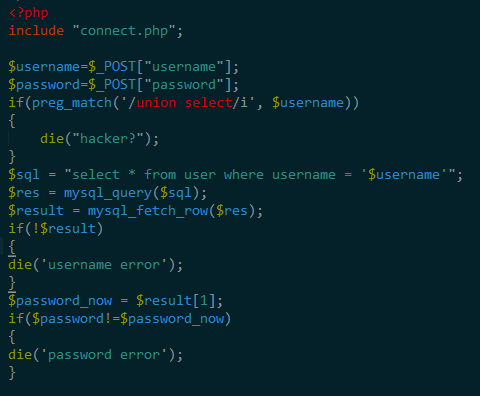 <?php
include "connect.php";
$username=$_POST["username"];
$password=$_POST["password"];
if(preg_match('/union select/i', $username))
{
die("hacker?");
}
$sql = "select * from user where username = '$username'";
$res = mysql_query($sql);
$result = mysql_fetch_row($res);
if(!$result)
{
die('username error');
}
$password_now = $result[1];
if($password!=$password_now)
{
die('password error');
}